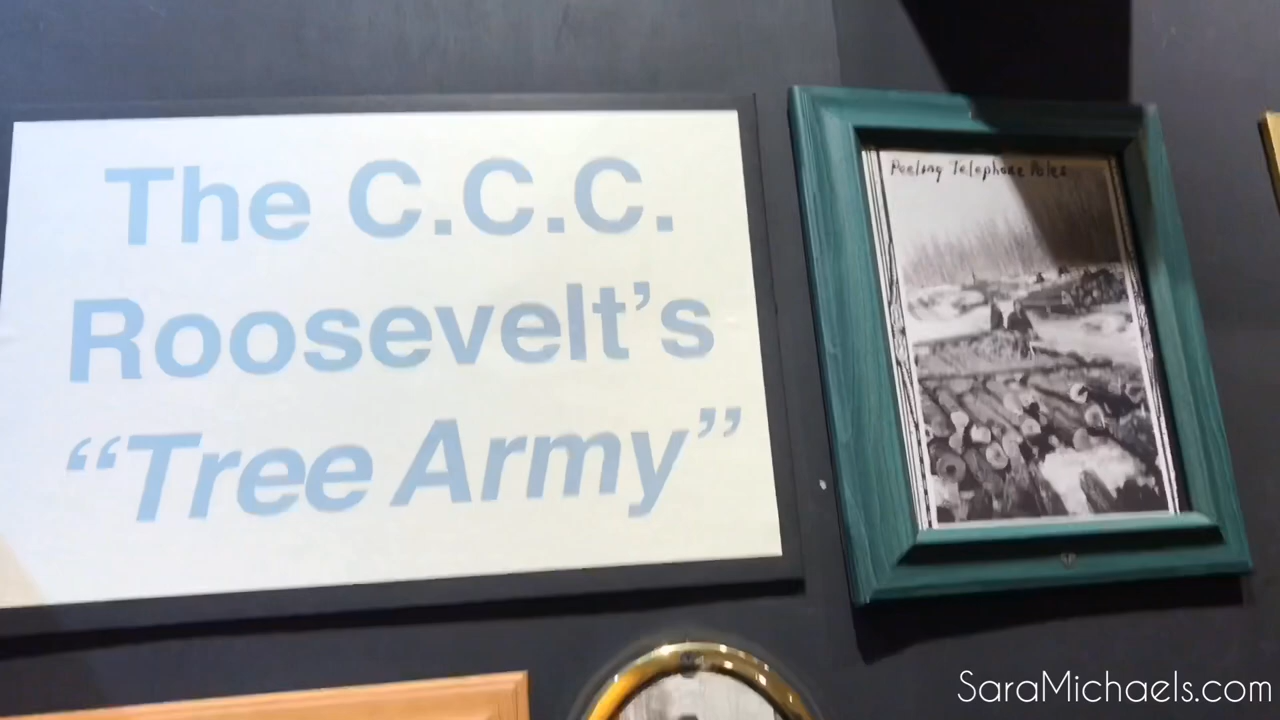 The C.C.C.
Roosevelt's
“Tree Army”
Peeling Telephone Poles
SaraMichaels.com